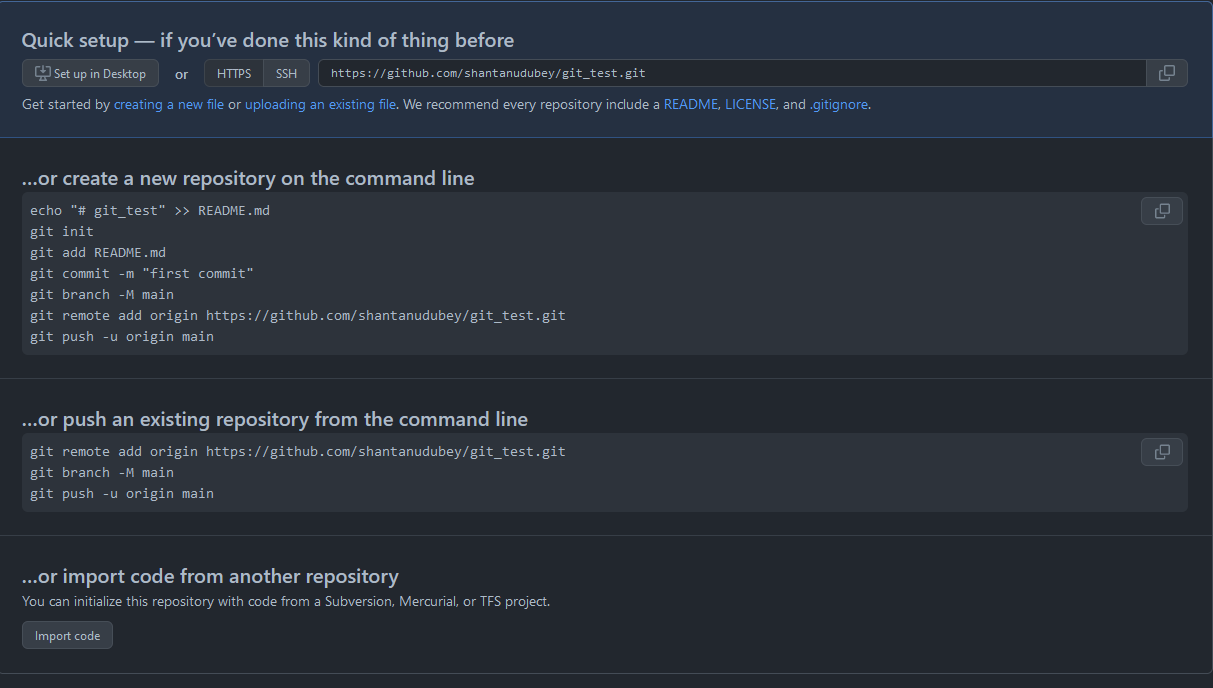 Quick setup — if you’ve done this kind of thing before
Set up in Desktop or HTTPS SSH https://github.com/shantanudubey/git_test.git
Get started by creating a new file or uploading an existing file. We recommend every repository include a README, LICENSE, and .gitignore.
…or create a new repository on the command line
echo "# git_test" >> README.md
git init
git add README.md
git commit -m "first commit"
git branch -M main
git remote add origin https://github.com/shantanudubey/git_test.git
git push -u origin main
…or push an existing repository from the command line
git remote add origin https://github.com/shantanudubey/git_test.git
git branch -M main
git push -u origin main
…or import code from another repository
You can initialize this repository with code from a Subversion, Mercurial, or TFS project.
Import code